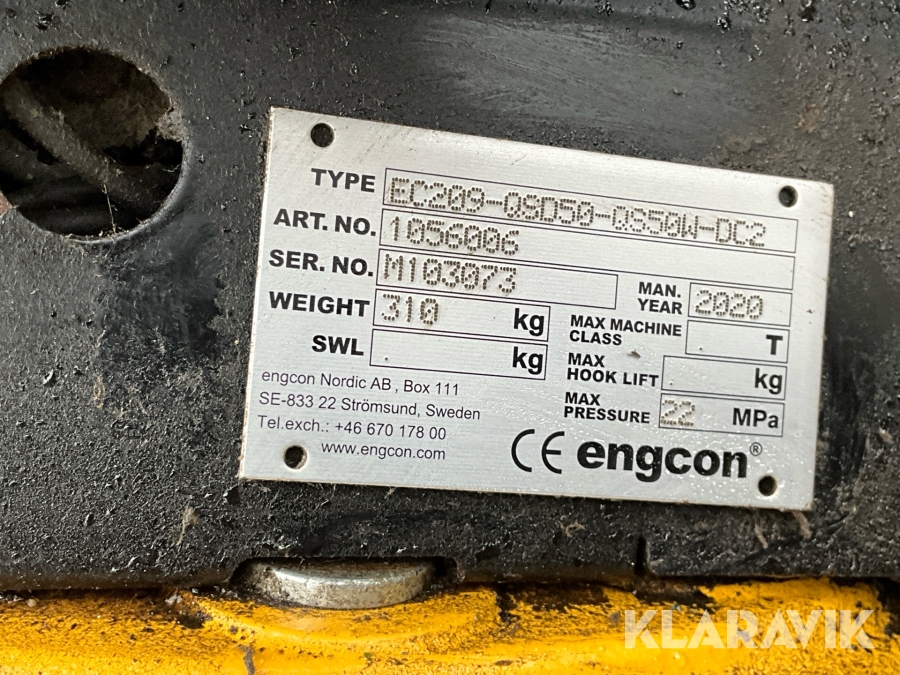 TYPE EC209-QSD50-QS50W-DC2
ART. NO. 1056006
SER. NO. M103073
MAN. YEAR 2020
WEIGHT 310 kg
MAX MACHINE CLASS T
SWL kg
MAX HOOK LIFT kg
MAX PRESSURE 22 MPa
engcon Nordic AB, Box 111
SE-833 22 Strömsund, Sweden
Tel.exch.: +46 670 178 00
www.engcon.com
CE engcon®
KLARAVIK